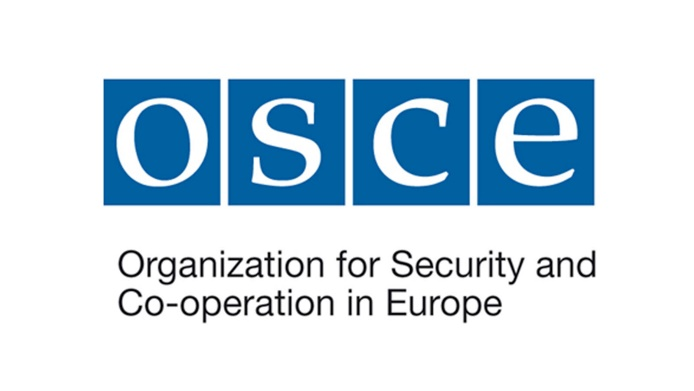 osce
Organization for Security and
Co-operation in Europe